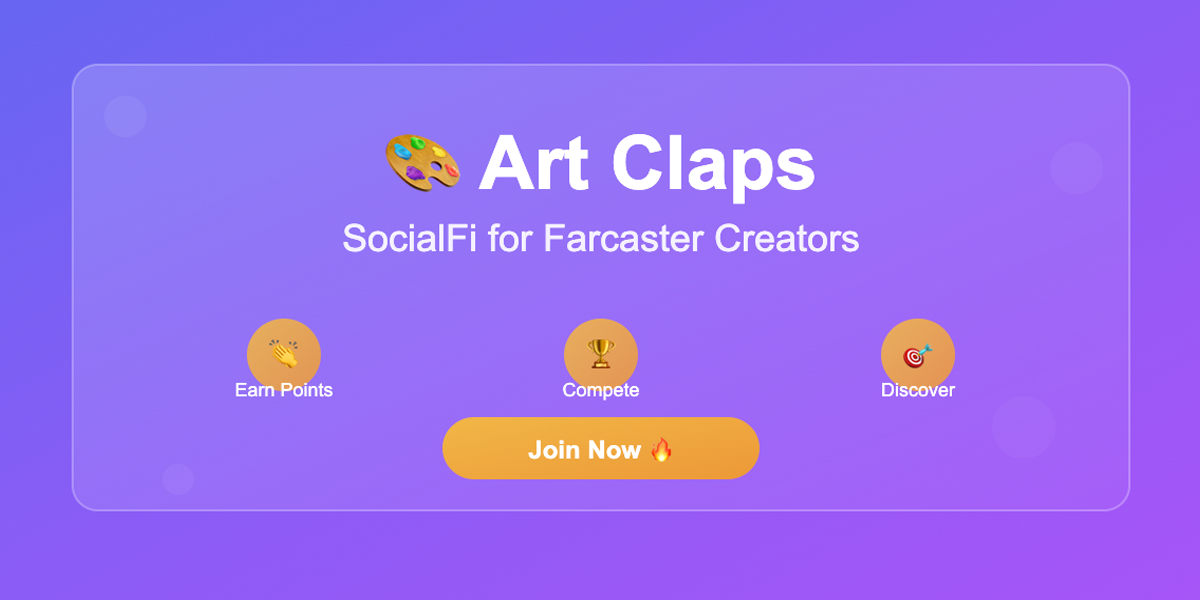 🎨 Art Claps
SocialFi for Farcaster Creators
Earn Points
Compete
Discover
Join Now 🔥